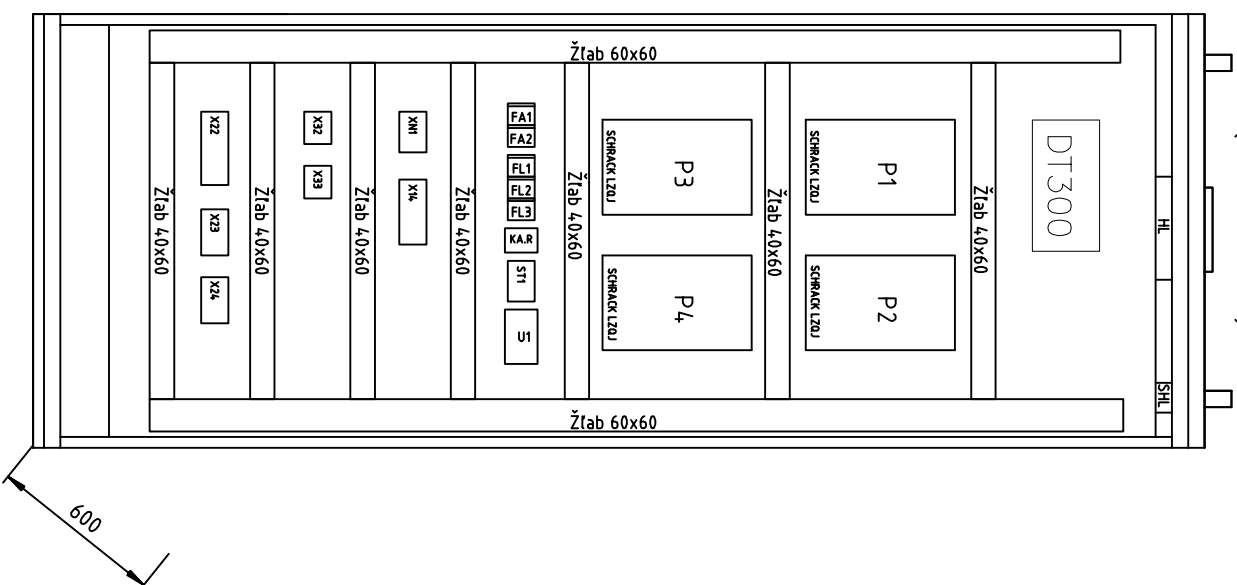 Žľab 60x60
X22
X23
X24
Žľab 40x60
Žľab 40x60
X32
X33
Žľab 40x60
XN1
X14
Žľab 40x60
FA1
FA2
FL1
FL2
FL3
KA.R
ST1
U1
Žľab 40x60
SCHRACK LZQJ
P3
SCHRACK LZQJ
P4
Žľab 40x60
SCHRACK LZQJ
P1
SCHRACK LZQJ
P2
Žľab 40x60
DT300
HL
SHL
Žľab 60x60
600